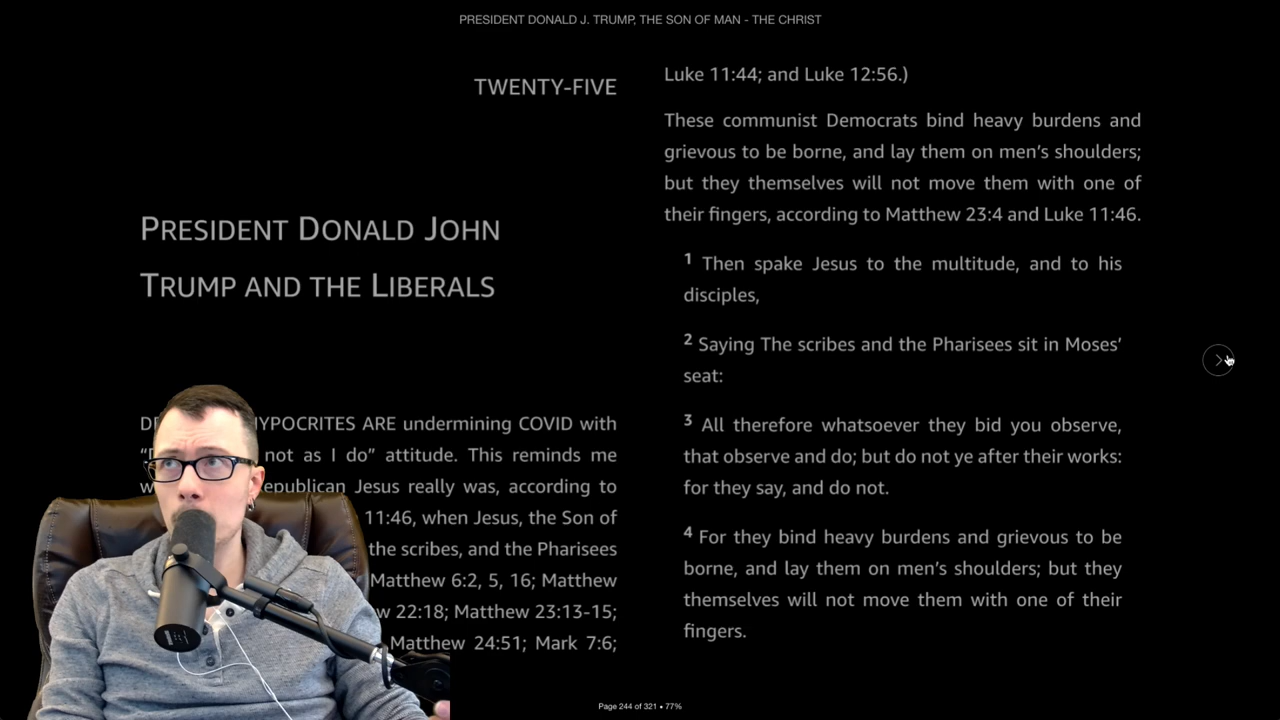 PRESIDENT DONALD J. TRUMP, THE SON OF MAN - THE CHRIST
TWENTY-FIVE
PRESIDENT DONALD JOHN
TRUMP AND THE LIBERALS
HYPOCRITES ARE undermining COVID with
not as I do” attitude. This reminds me
Republican Jesus really was, according to
11:46, when Jesus, the Son of
the scribes, and the Pharisees
Matthew 6:2, 5, 16; Matthew
22:18; Matthew 23:13-15;
Matthew 24:51; Mark 7:6;
Luke 11:44; and Luke 12:56.)
These communist Democrats bind heavy burdens and
grievous to be borne, and lay them on men’s shoulders;
but they themselves will not move them with one of
their fingers, according to Matthew 23:4 and Luke 11:46.
1 Then spake Jesus to the multitude, and to his
disciples,
2 Saying The scribes and the Pharisees sit in Moses’
seat:
3 All therefore whatsoever they bid you observe,
that observe and do; but do not ye after their works:
for they say, and do not.
4 For they bind heavy burdens and grievous to be
borne, and lay them on men’s shoulders; but they
themselves will not move them with one of their
fingers.
Page 244 of 321 • 77%